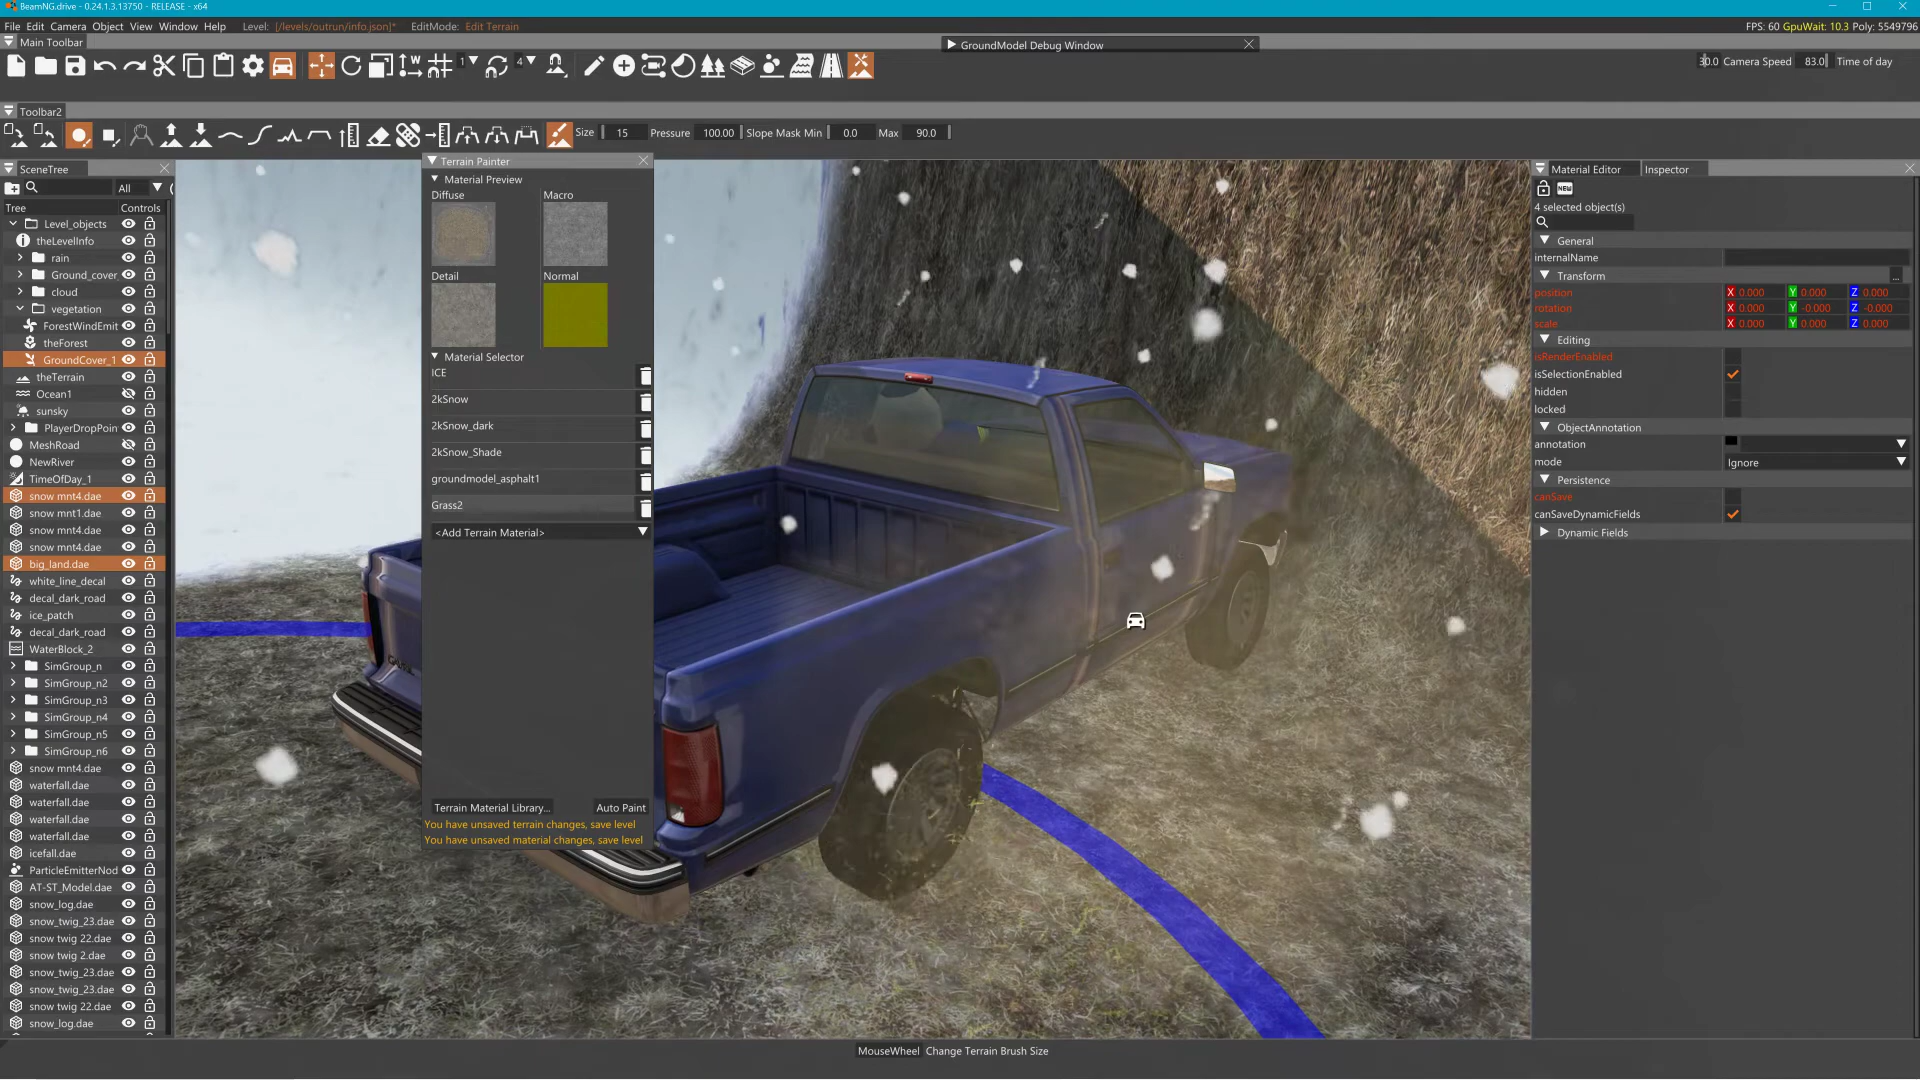 BeamNG.drive - 0.24.1.3.13750 - RELEASE - x64
File Edit Camera Object View Window Help
Level: [/levels/outrun/info.json]*
EditMode: Edit Terrain
FPS: 60 GpuWait: 10.3 Poly: 5549796
Main Toolbar
GroundModel Debug Window
W 1 4
30.0 Camera Speed 83.0 Time of day
Toolbar2
Size 15 Pressure 100.00 Slope Mask Min 0.0 Max 90.0
SceneTree
All
Tree Controls
Level_objects
theLevelInfo
rain
Ground_cover
cloud
vegetation
ForestWindEmit
theForest
GroundCover_1
theTerrain
Ocean1
sunsky
PlayerDropPoin
MeshRoad
NewRiver
TimeOfDay_1
snow mnt4.dae
snow mnt1.dae
snow mnt4.dae
snow mnt4.dae
big_land.dae
white_line_decal
decal_dark_road
ice_patch
decal_dark_road
WaterBlock_2
SimGroup_n
SimGroup_n2
SimGroup_n3
SimGroup_n4
SimGroup_n5
SimGroup_n6
snow mnt4.dae
waterfall.dae
waterfall.dae
waterfall.dae
waterfall.dae
icefall.dae
ParticleEmitterNod
AT-ST_Model.dae
snow_log.dae
snow_twig_23.dae
snow twig 22.dae
snow twig 2.dae
snow_twig_23.dae
snow_twig_23.dae
snow twig 22.dae
snow_log.dae
Terrain Painter
Material Preview
Diffuse Macro
Detail Normal
Material Selector
ICE
2kSnow
2kSnow_dark
2kSnow_Shade
groundmodel_asphalt1
Grass2
<Add Terrain Material>
Terrain Material Library... Auto Paint
You have unsaved terrain changes, save level
You have unsaved material changes, save level
Material Editor Inspector
NEW
4 selected object(s)
General
internalName
Transform ...
position X 0.000 Y 0.000 Z 0.000
rotation X 0.000 Y -0.000 Z -0.000
scale X 0.000 Y 0.000 Z 0.000
Editing
isRenderEnabled
isSelectionEnabled
hidden
locked
ObjectAnnotation
annotation
mode Ignore
Persistence
canSave
canSaveDynamicFields
Dynamic Fields
MouseWheel Change Terrain Brush Size